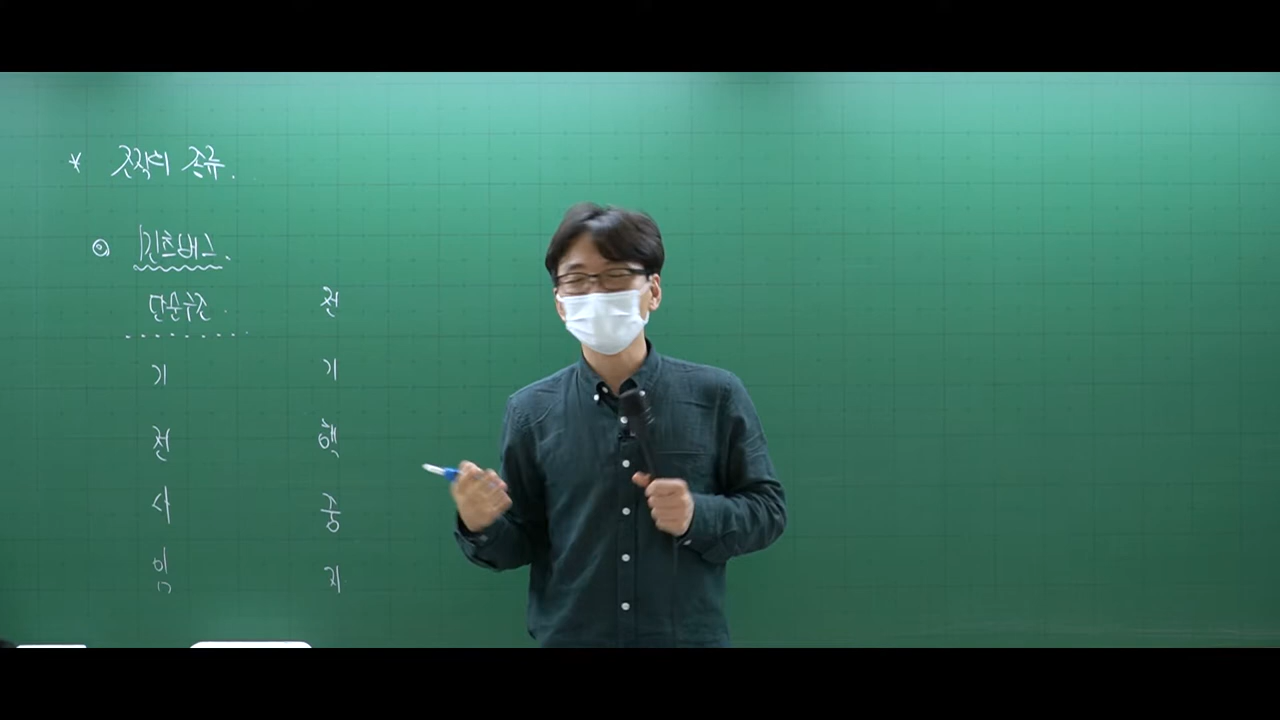 * 조직의 종류.
◎ 민츠버그.
단순구조. 전
기 기
전 핵
사 중
임 지